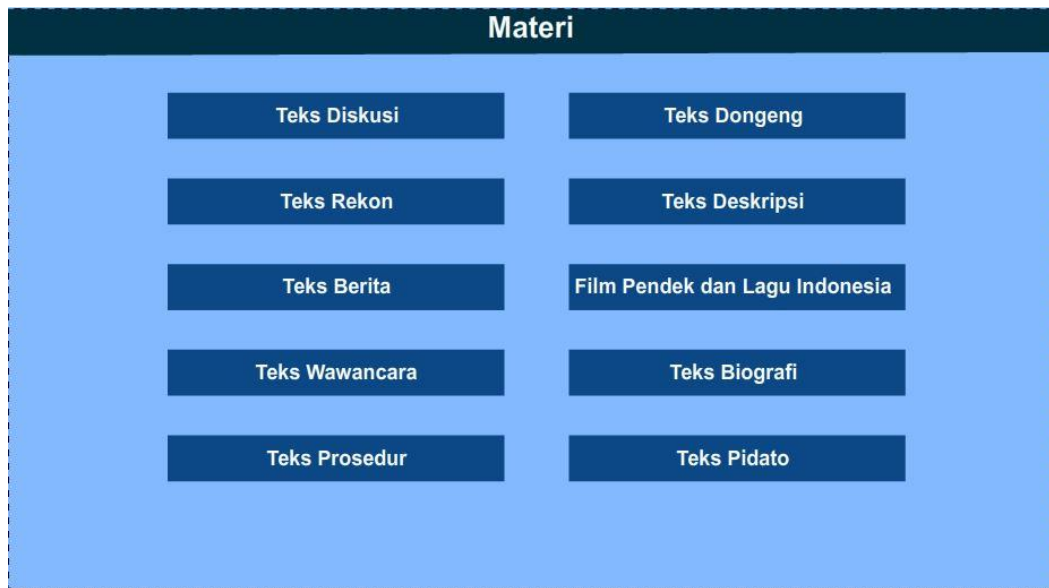 Materi
Teks Diskusi
Teks Dongeng
Teks Rekon
Teks Deskripsi
Teks Berita
Film Pendek dan Lagu Indonesia
Teks Wawancara
Teks Biografi
Teks Prosedur
Teks Pidato